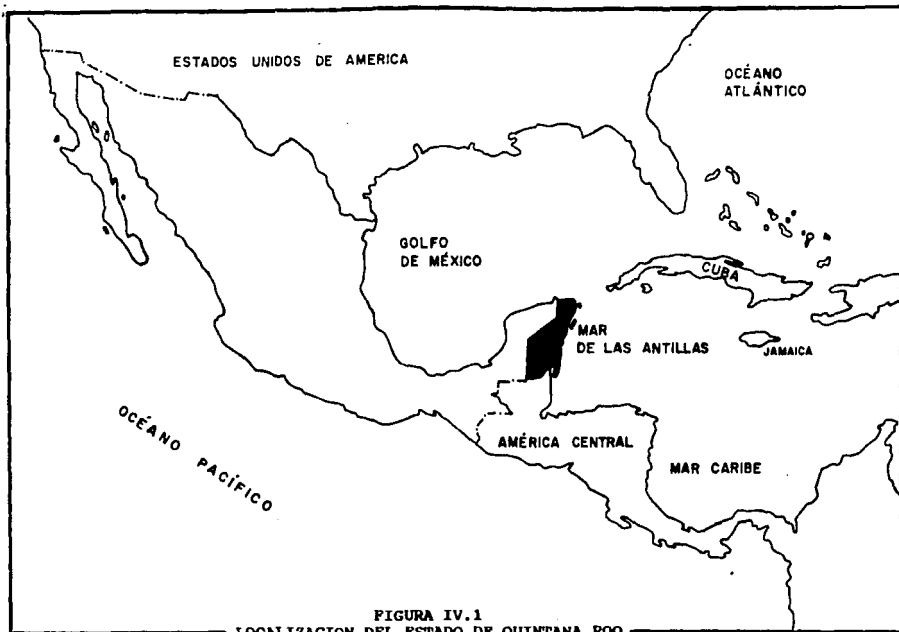 ESTADOS UNIDOS DE AMERICA
OCÉANO
ATLÁNTICO
GOLFO
DE MÉXICO
CUBA
MAR
DE LAS ANTILLAS
JAMAICA
OCÉANO PACÍFICO
AMÉRICA CENTRAL
MAR CARIBE
FIGURA IV.1
LOCALIZACION DEL ESTADO DE QUINTANA ROO